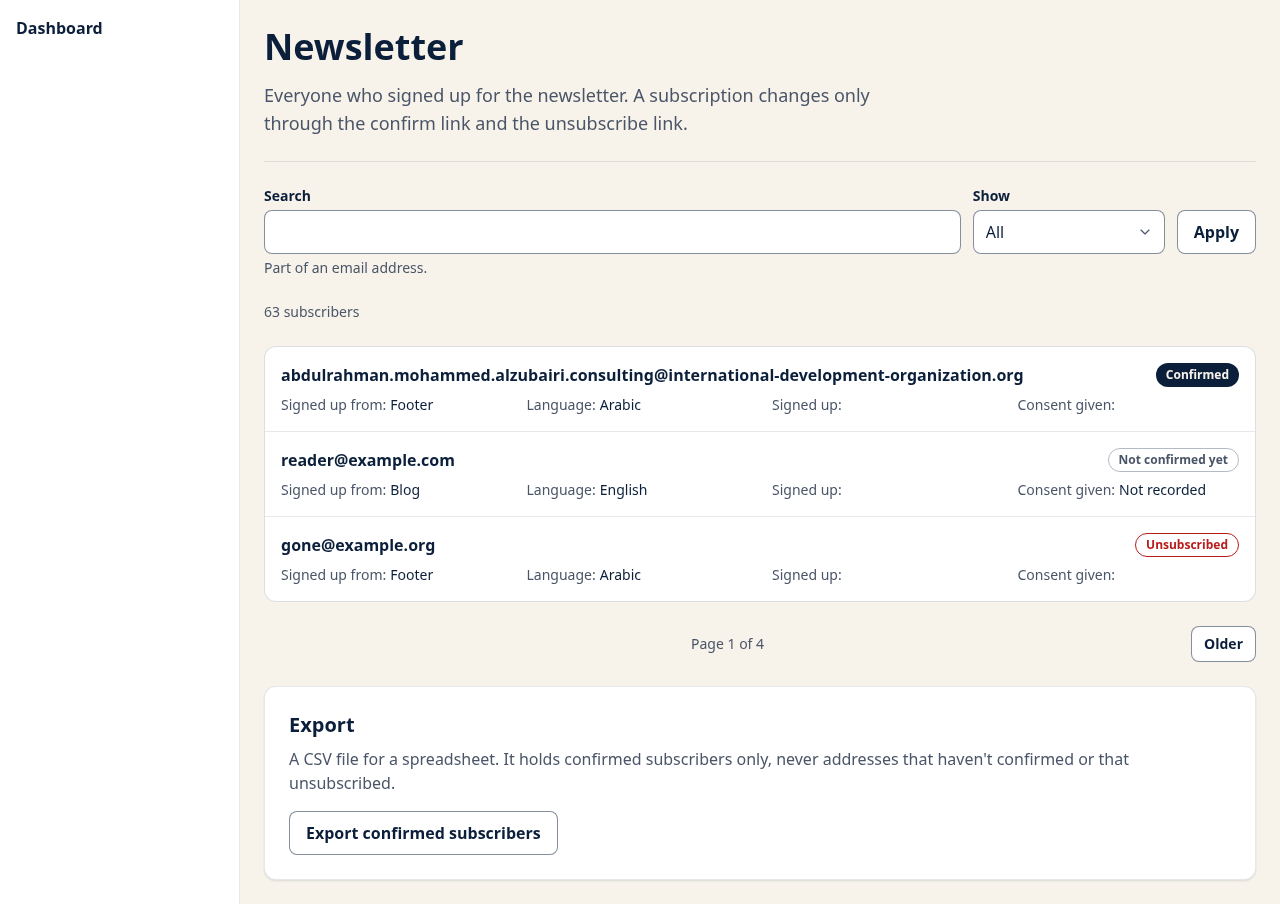 Dashboard
Newsletter
Everyone who signed up for the newsletter. A subscription changes only
through the confirm link and the unsubscribe link.
Search
Show
All
Apply
Part of an email address.
63 subscribers
abdulrahman.mohammed.alzubairi.consulting@international-development-organization.org
Confirmed
Signed up from: Footer
Language: Arabic
Signed up:
Consent given:
reader@example.com
Not confirmed yet
Signed up from: Blog
Language: English
Signed up:
Consent given: Not recorded
gone@example.org
Unsubscribed
Signed up from: Footer
Language: Arabic
Signed up:
Consent given:
Page 1 of 4
Older
Export
A CSV file for a spreadsheet. It holds confirmed subscribers only, never addresses that haven't confirmed or that
unsubscribed.
Export confirmed subscribers